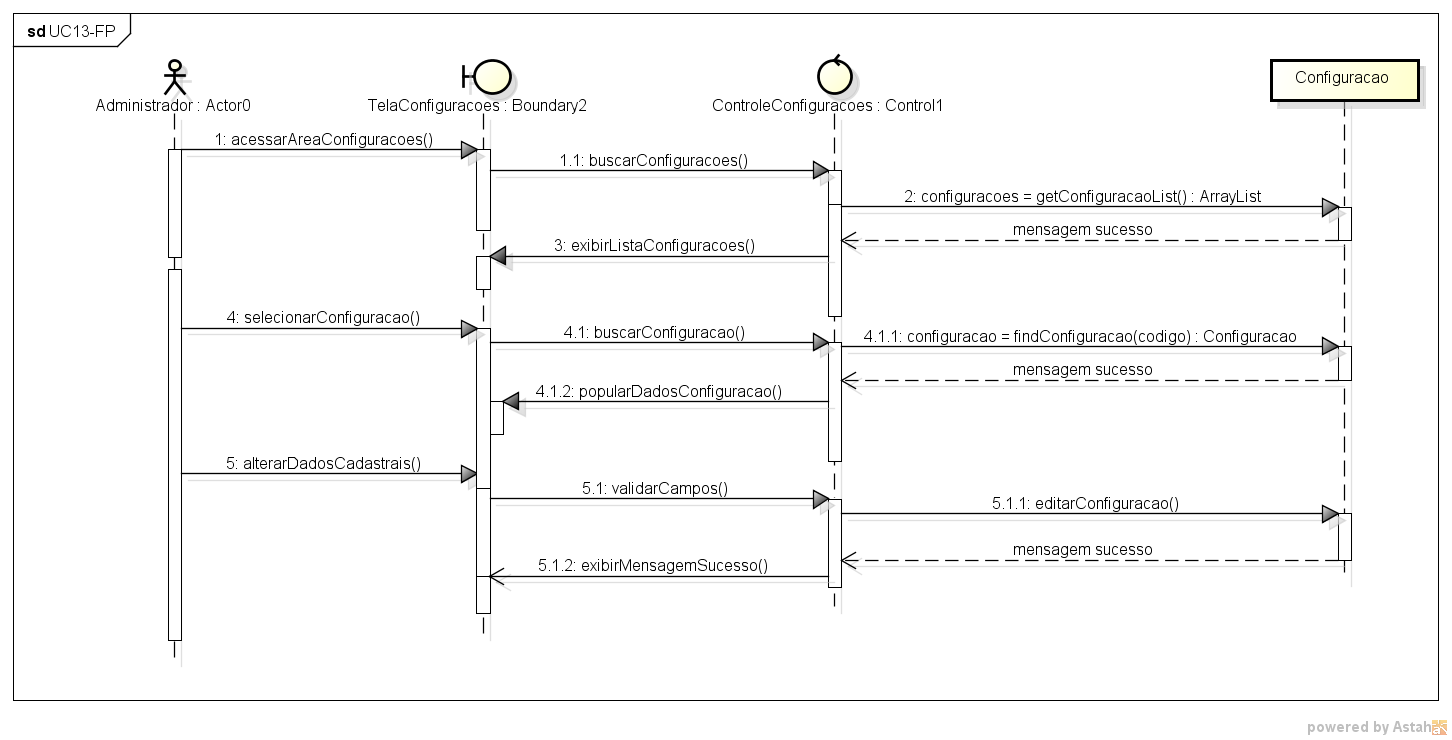 sd UC13-FP
Configuracao
Administrador : Actor0
TelaConfiguracoes : Boundary2
ControleConfiguracoes : Control1
1: acessarAreaConfiguracoes()
1.1: buscarConfiguracoes()
2: configuracoes = getConfiguracaoList() : ArrayList
mensagem sucesso
3: exibirListaConfiguracoes()
4: selecionarConfiguracao()
4.1: buscarConfiguracao()
4.1.1: configuracao = findConfiguracao(codigo) : Configuracao
mensagem sucesso
4.1.2: popularDadosConfiguracao()
5: alterarDadosCadastrais()
5.1: validarCampos()
5.1.1: editarConfiguracao()
mensagem sucesso
5.1.2: exibirMensagemSucesso()
powered by Astah